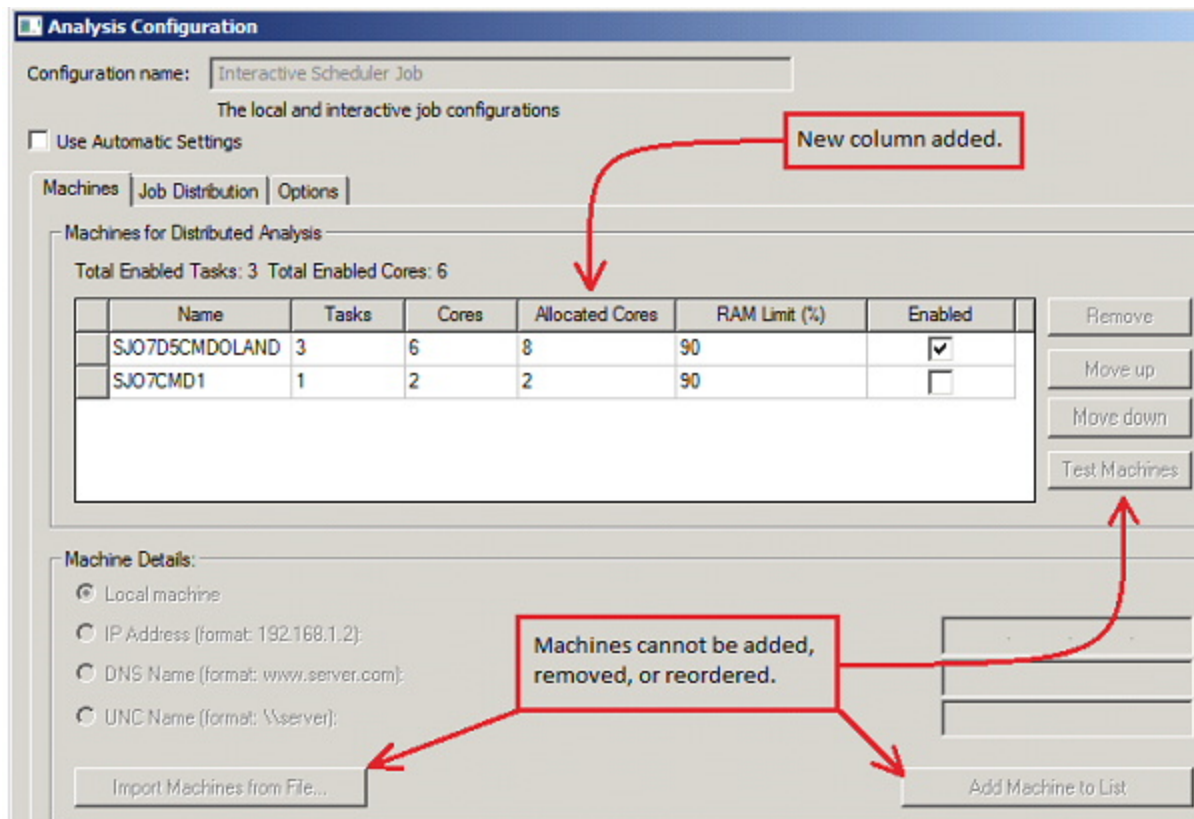 Analysis Configuration
Configuration name: Interactive Scheduler Job
The local and interactive job configurations
Use Automatic Settings
New column added.
Machines Job Distribution Options
Machines for Distributed Analysis
Total Enabled Tasks: 3 Total Enabled Cores: 6
Name Tasks Cores Allocated Cores RAM Limit (%) Enabled
SJO7D5CMDOLAND 3 6 8 90
SJO7CMD1 1 2 2 90
Remove
Move up
Move down
Test Machines
Machine Details:
Local machine
IP Address (format: 192.168.1.2):
DNS Name (format: www.server.com):
UNC Name (format: \\server):
Machines cannot be added,
removed, or reordered.
Import Machines from File... Add Machine to List